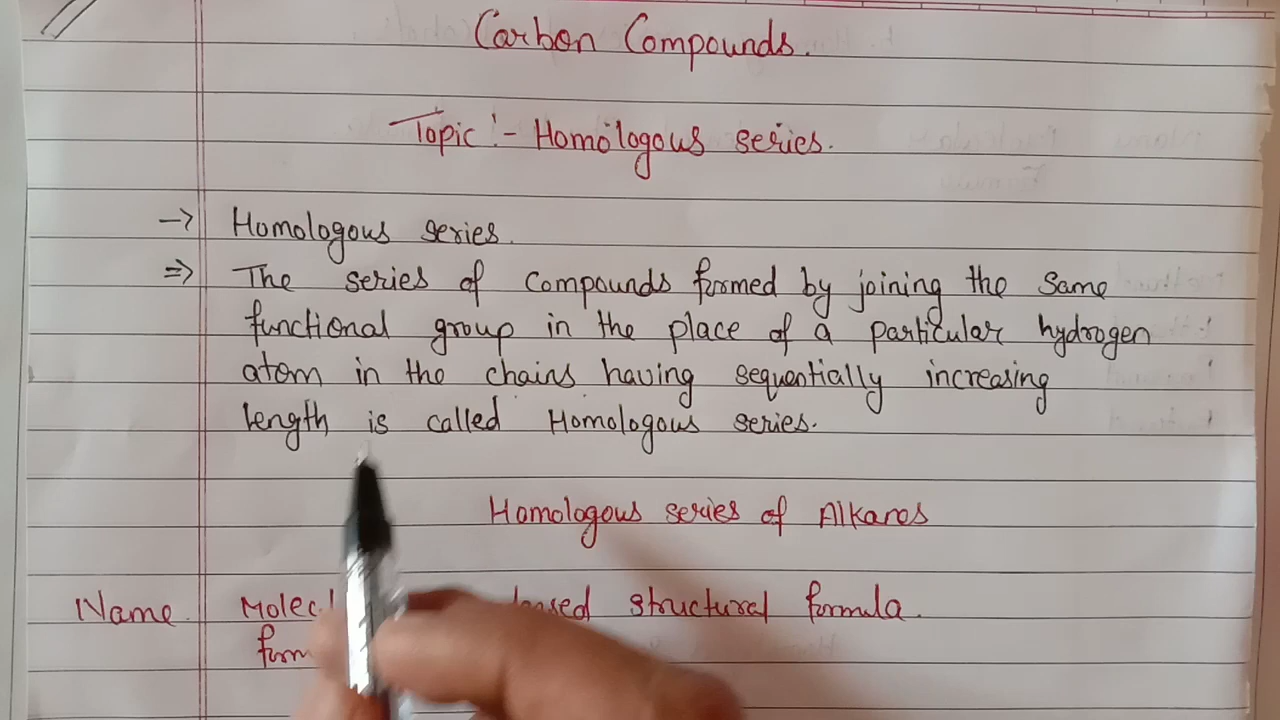 Carbon Compounds.
Topic :- Homologous series.
→ Homologous series.
⇒ The series of compounds formed by joining the same
functional group in the place of a particular hydrogen
atom in the chains having sequentially increasing
length is called Homologous series.
Homologous series of Alkanes
Name structural formula.